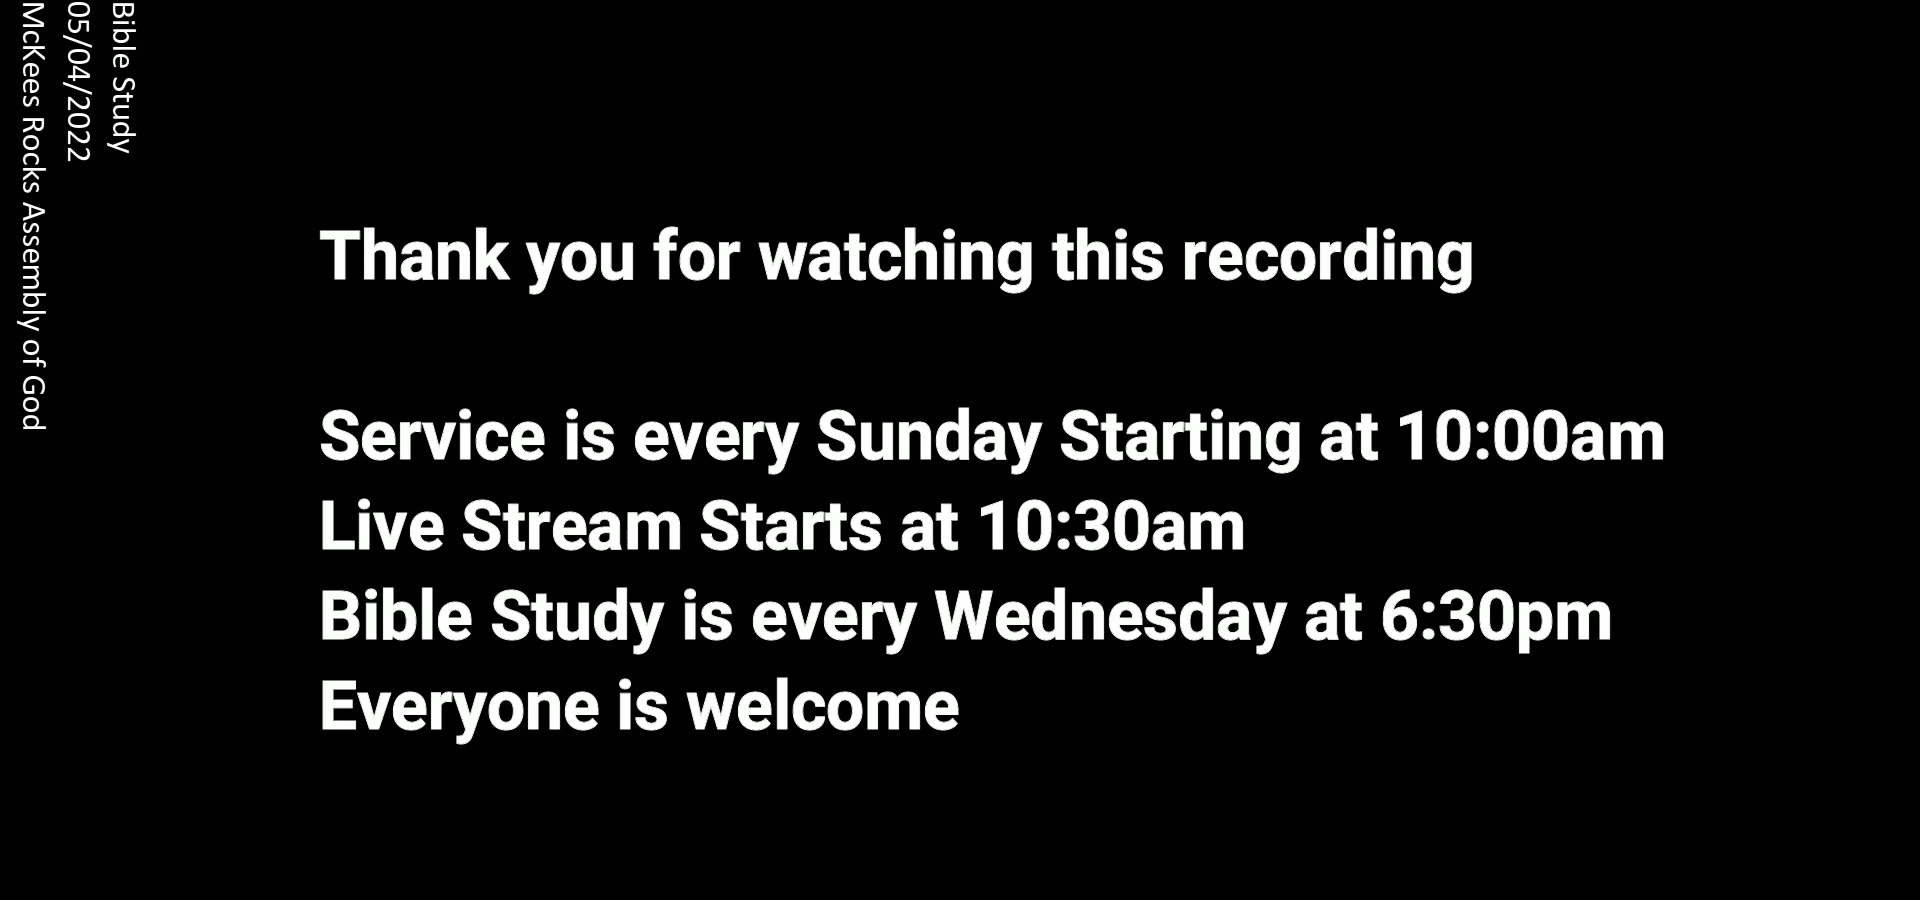 Bible Study
05/04/2022
McKees Rocks Assembly of God
Thank you for watching this recording
Service is every Sunday Starting at 10:00am
Live Stream Starts at 10:30am
Bible Study is every Wednesday at 6:30pm
Everyone is welcome